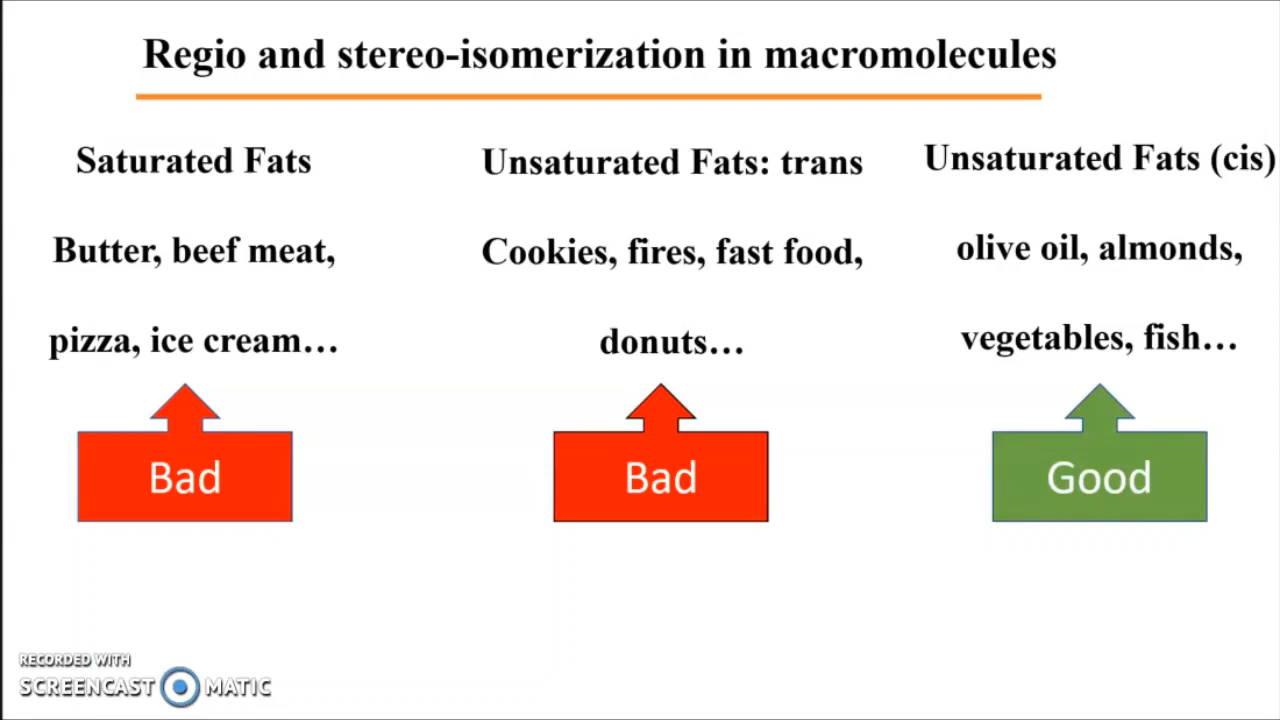 Regio and stereo-isomerization in macromolecules
Saturated Fats
Butter, beef meat,
pizza, ice cream…
Bad
Unsaturated Fats: trans
Cookies, fires, fast food,
donuts…
Bad
Unsaturated Fats (cis)
olive oil, almonds,
vegetables, fish…
Good
RECORDED WITH
SCREENCAST MATIC